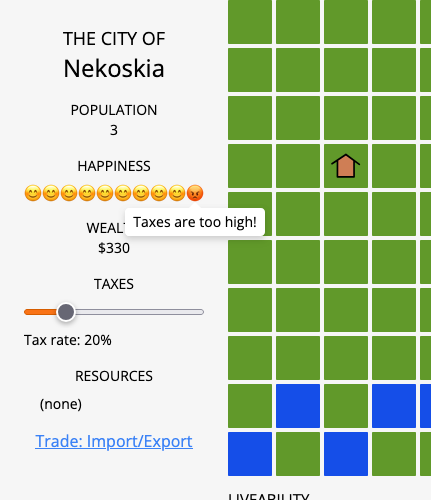 THE CITY OF
Nekoskia
POPULATION
3
HAPPINESS
😊😊😊😊😊😊😊😊😊😡
Taxes are too high!
$330
TAXES
Tax rate: 20%
RESOURCES
(none)
Trade: Import/Export
LIVEABILITY